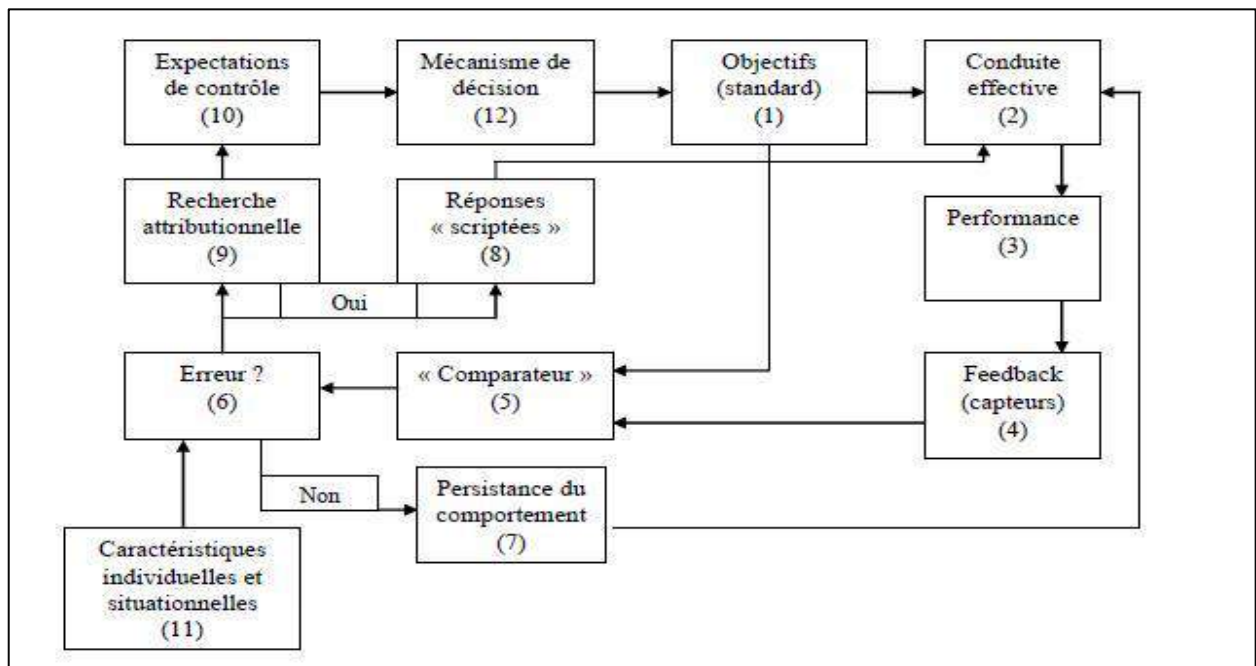 Expectations
de contrôle
(10)
Mécanisme de
décision
(12)
Objectifs
(standard)
(1)
Conduite
effective
(2)
Recherche
attributionnelle
(9)
Réponses
« scriptées »
(8)
Performance
(3)
Oui
Erreur ?
(6)
« Comparateur »
(5)
Feedback
(capteurs)
(4)
Non
Persistance du
comportement
(7)
Caractéristiques
individuelles et
situationnelles
(11)